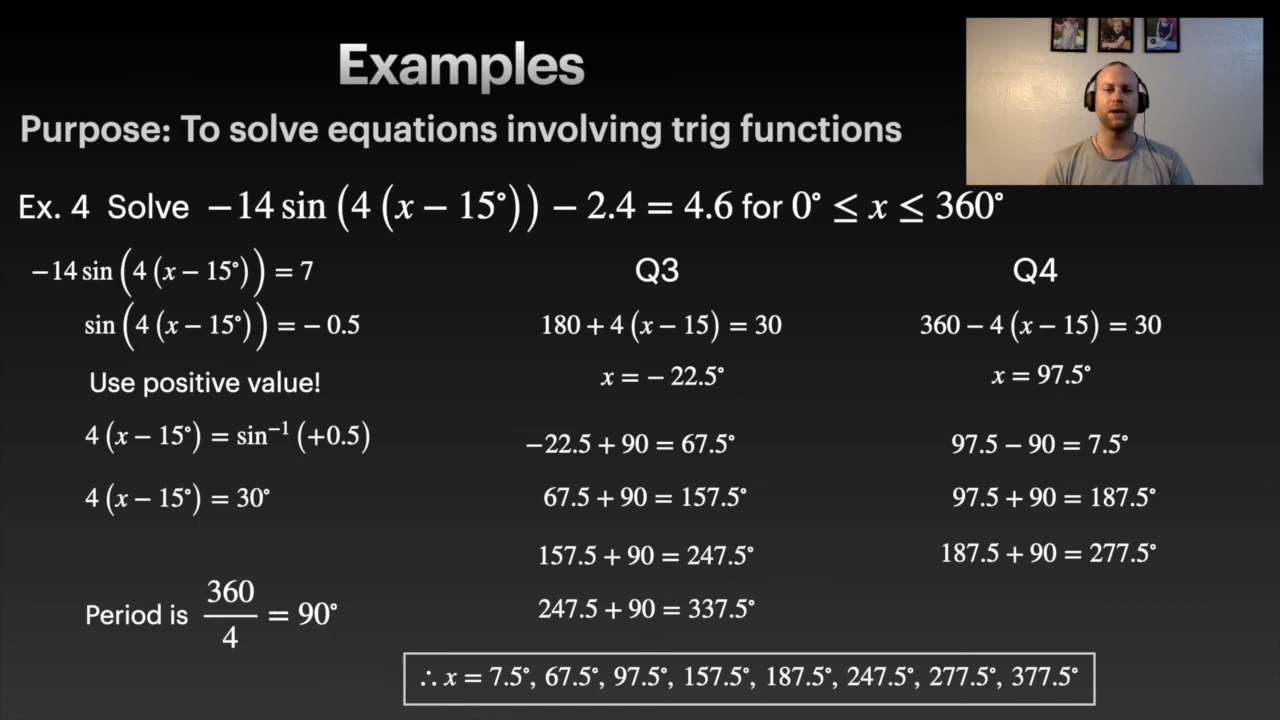 Examples
Purpose: To solve equations involving trig functions
Ex. 4 Solve −14 sin (4 (x − 15°)) − 2.4 = 4.6 for 0° ≤ x ≤ 360°
−14 sin (4 (x − 15°)) = 7
sin (4 (x − 15°)) = − 0.5
Use positive value!
4 (x − 15°) = sin⁻¹ (+0.5)
4 (x − 15°) = 30°
Period is 360/4 = 90°
Q3
180 + 4 (x − 15) = 30
x = − 22.5°
−22.5 + 90 = 67.5°
67.5 + 90 = 157.5°
157.5 + 90 = 247.5°
247.5 + 90 = 337.5°
Q4
360 − 4 (x − 15) = 30
x = 97.5°
97.5 − 90 = 7.5°
97.5 + 90 = 187.5°
187.5 + 90 = 277.5°
∴ x = 7.5°, 67.5°, 97.5°, 157.5°, 187.5°, 247.5°, 277.5°, 377.5°